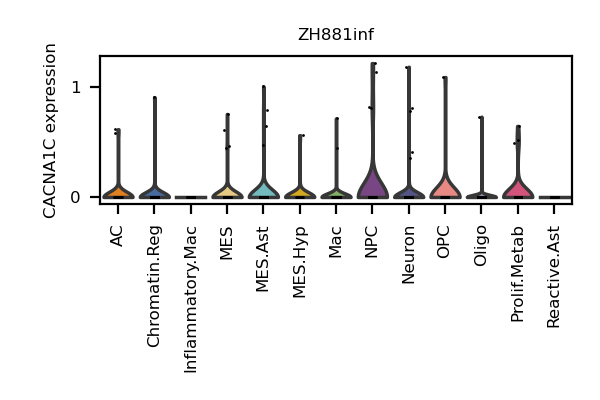 ZH881inf
CACNA1C expression
1
0
AC
Chromatin.Reg
Inflammatory.Mac
MES
MES.Ast
MES.Hyp
Mac
NPC
Neuron
OPC
Oligo
Prolif.Metab
Reactive.Ast